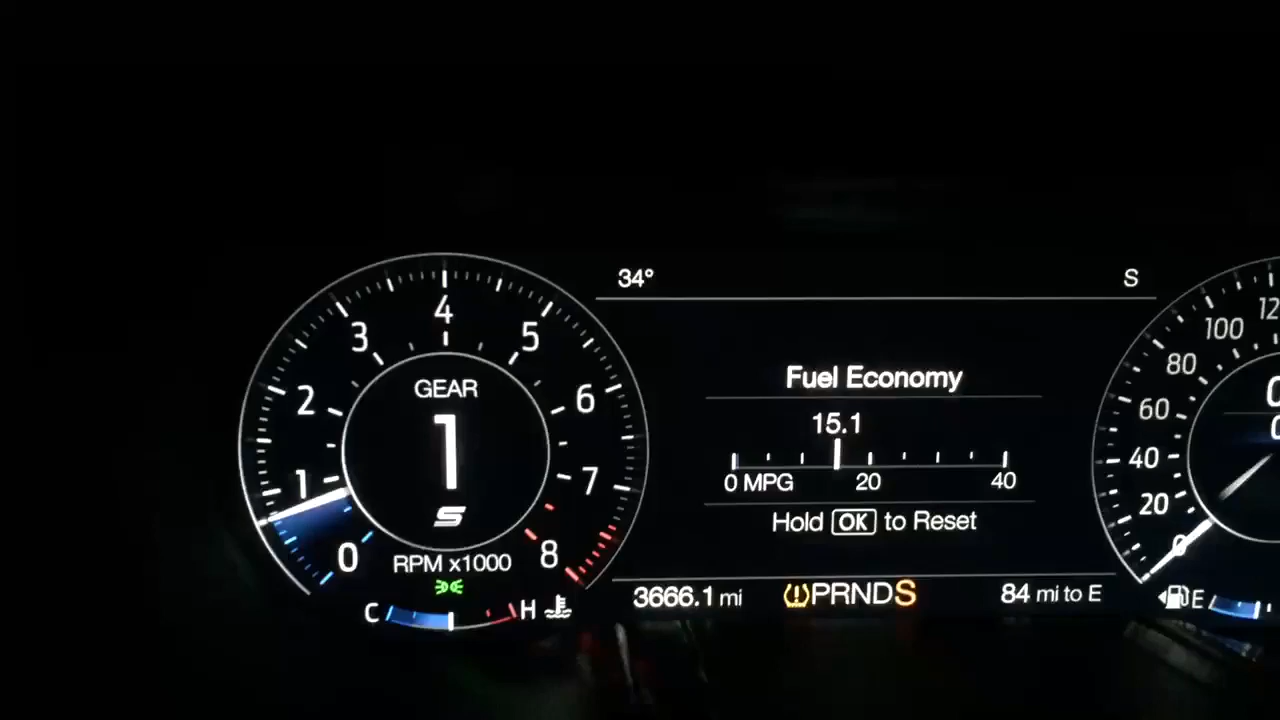 34°
S
4
3
5
GEAR
2
6
1
1
7
S
0
8
RPM x1000
C
H
Fuel Economy
15.1
0 MPG
20
40
Hold OK to Reset
3666.1 mi
PRNDS
84 mi to E
100
80
60
40
20
0
E